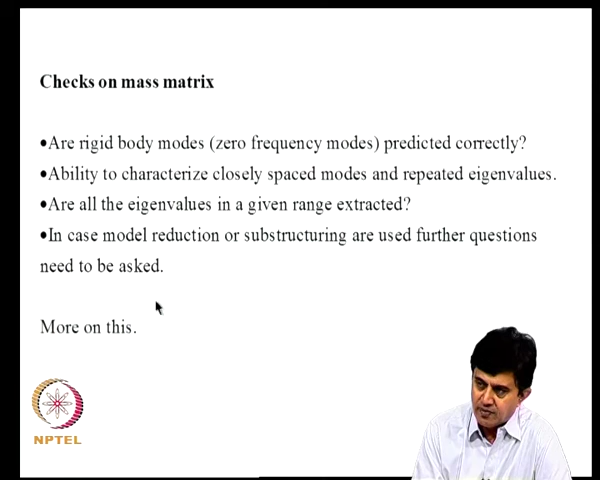 Checks on mass matrix
•Are rigid body modes (zero frequency modes) predicted correctly?
•Ability to characterize closely spaced modes and repeated eigenvalues.
•Are all the eigenvalues in a given range extracted?
•In case model reduction or substructuring are used further questions
need to be asked.
More on this.
NPTEL